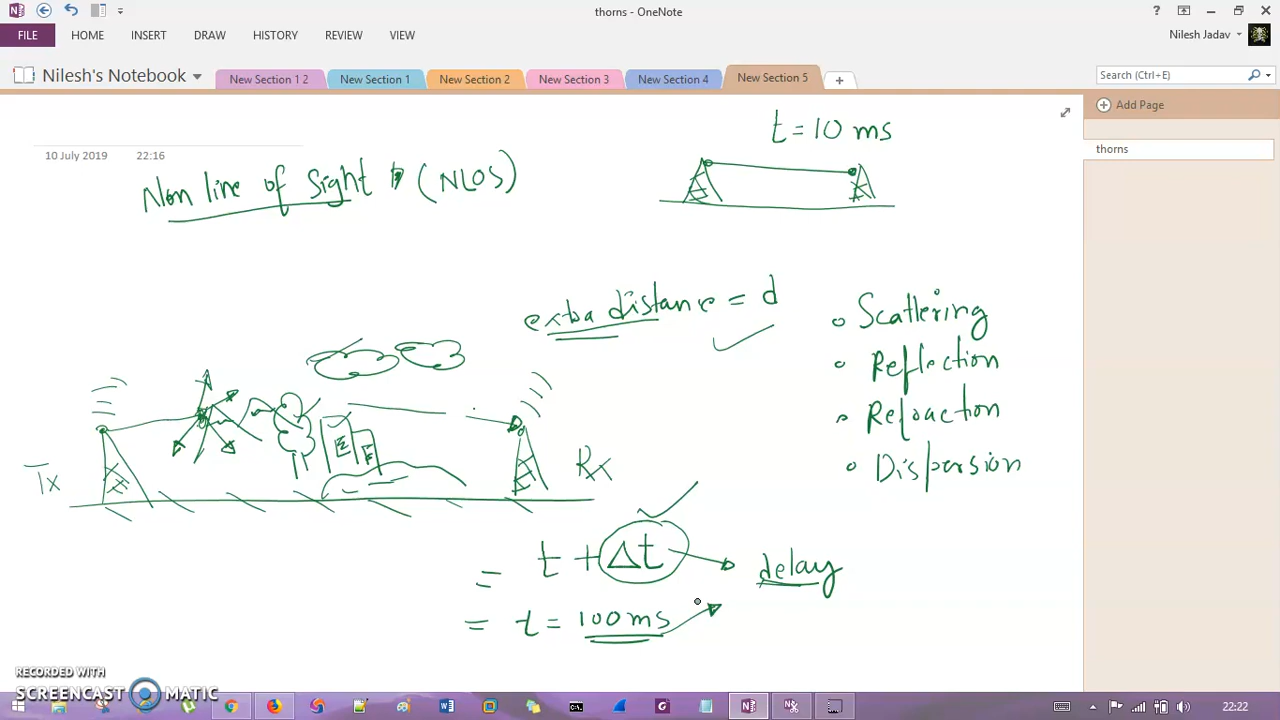 thorns - OneNote
FILE HOME INSERT DRAW HISTORY REVIEW VIEW
Nilesh Jadav
Nilesh's Notebook
New Section 1 2
New Section 1
New Section 2
New Section 3
New Section 4
New Section 5
Search (Ctrl+E)
Add Page
thorns
10 July 2019 22:16
Non line of sight (NLOS)
t = 10 ms
extra distance = d
• Scattering
• Reflection
• Refraction
• Dispersion
Tx
Rx
= t + Δt
delay
= t = 100 ms
RECORDED WITH
SCREENCAST MATIC
22:22